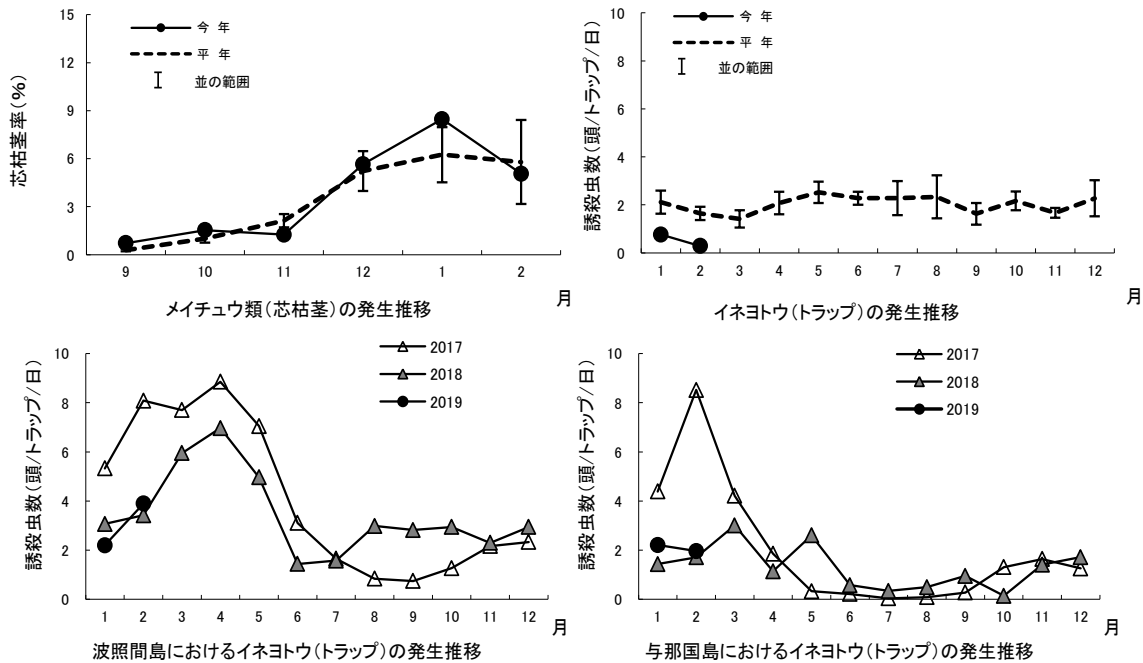 芯枯茎率(%)
15
12
9
6
3
0
今 年
平 年
並の範囲
9 10 11 12 1 2
月
メイチュウ類(芯枯茎)の発生推移
誘殺虫数(頭/トラップ/日)
10
8
6
4
2
0
今 年
平 年
並の範囲
1 2 3 4 5 6 7 8 9 10 11 12
月
イネヨトウ(トラップ)の発生推移
誘殺虫数(頭/トラップ/日)
10
8
6
4
2
0
2017
2018
2019
1 2 3 4 5 6 7 8 9 10 11 12
月
波照間島におけるイネヨトウ(トラップ)の発生推移
誘殺虫数(頭/トラップ/日)
10
8
6
4
2
0
2017
2018
2019
1 2 3 4 5 6 7 8 9 10 11 12
月
与那国島におけるイネヨトウ(トラップ)の発生推移